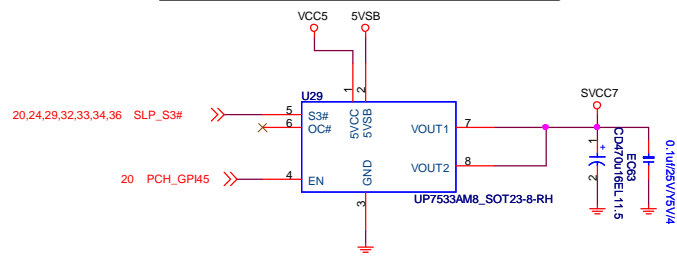 VCC5
5VSB
U29
1
2
5VCC
5VSB
20,24,29,32,33,34,36 SLP_S3#
5
S3#
6
OC#
20 PCH_GPI45
4
EN
GND
3
VOUT1
7
VOUT2
8
UP7533AM8_SOT23-8-RH
SVCC7
1
+
2
EC63
CD470u16EL11.5
0.1uf/25V/Y5V/4